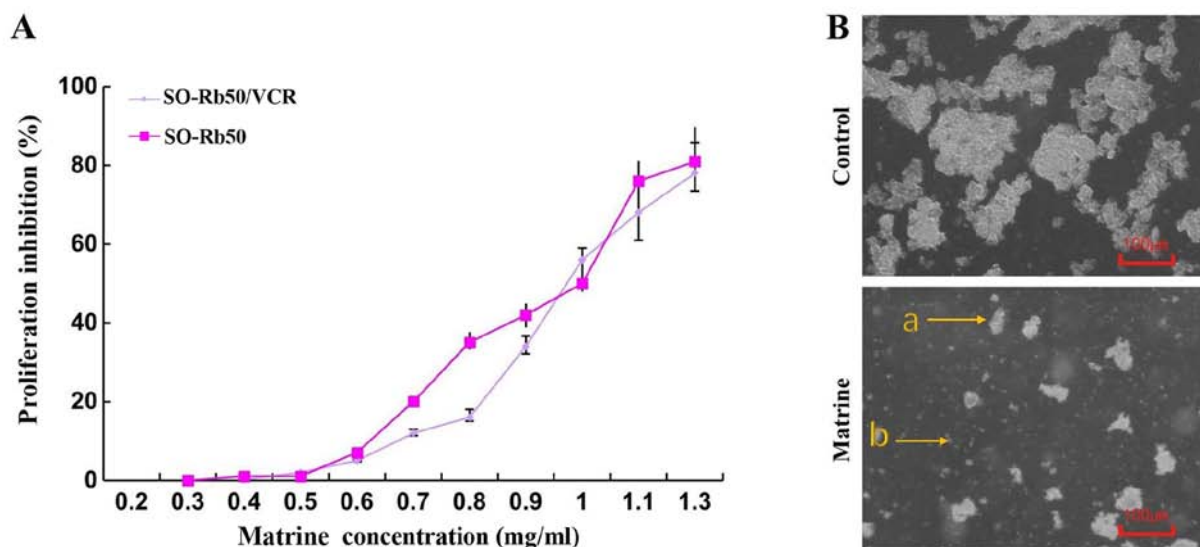 A
Proliferation inhibition (%)
100
80
60
40
20
0
SO-Rb50/VCR
SO-Rb50
0.2 0.3 0.4 0.5 0.6 0.7 0.8 0.9 1 1.1 1.3
Matrine concentration (mg/ml)
B
Control
100μm
Matrine
a
b
100μm